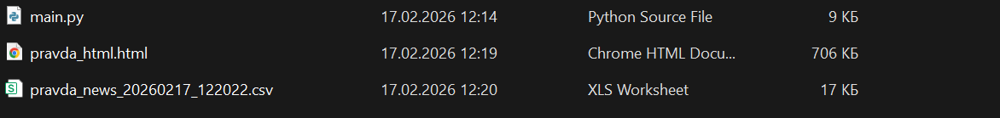 main.py 17.02.2026 12:14 Python Source File 9 КБ
pravda_html.html 17.02.2026 12:19 Chrome HTML Docu... 706 КБ
pravda_news_20260217_122022.csv 17.02.2026 12:20 XLS Worksheet 17 КБ